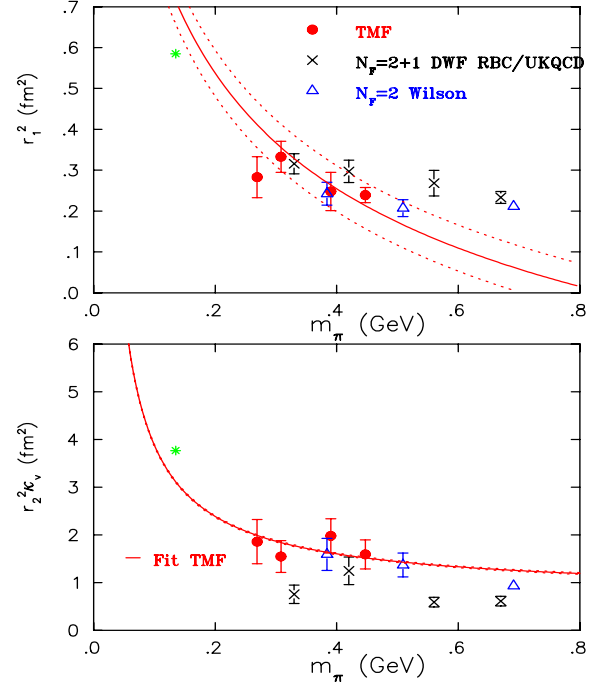 .7
.6
.5
.4
.3
.2
.1
.0
r₁² (fm²)
TMF
N_F=2+1 DWF RBC/UKQCD
N_F=2 Wilson
.0 .2 .4 .6 .8
m_π (GeV)
6
5
4
3
2
1
0
r₂²κ_v (fm²)
Fit TMF
.0 .2 .4 .6 .8
m_π (GeV)